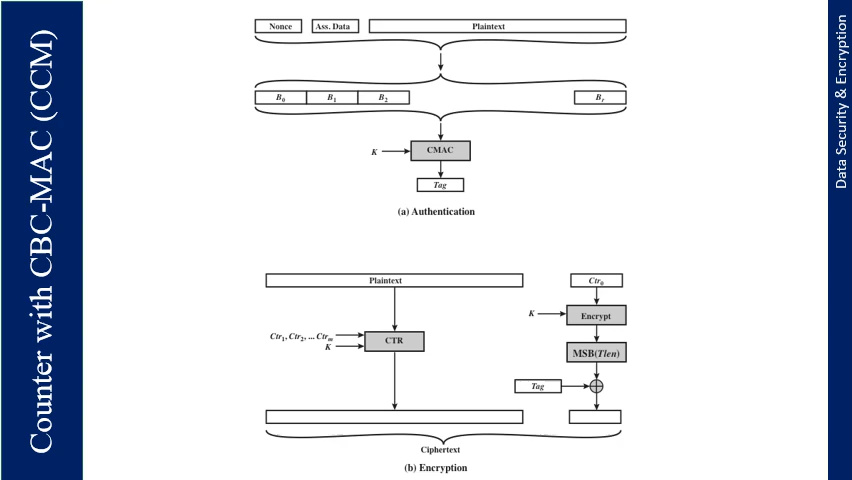 Counter with CBC-MAC (CCM)
Data Security & Encryption
Nonce Ass. Data Plaintext
B0 B1 B2 Br
K CMAC
Tag
(a) Authentication
Plaintext Ctr0
K Encrypt
Ctr1, Ctr2, ... Ctrm
K CTR
MSB(Tlen)
Tag
Ciphertext
(b) Encryption